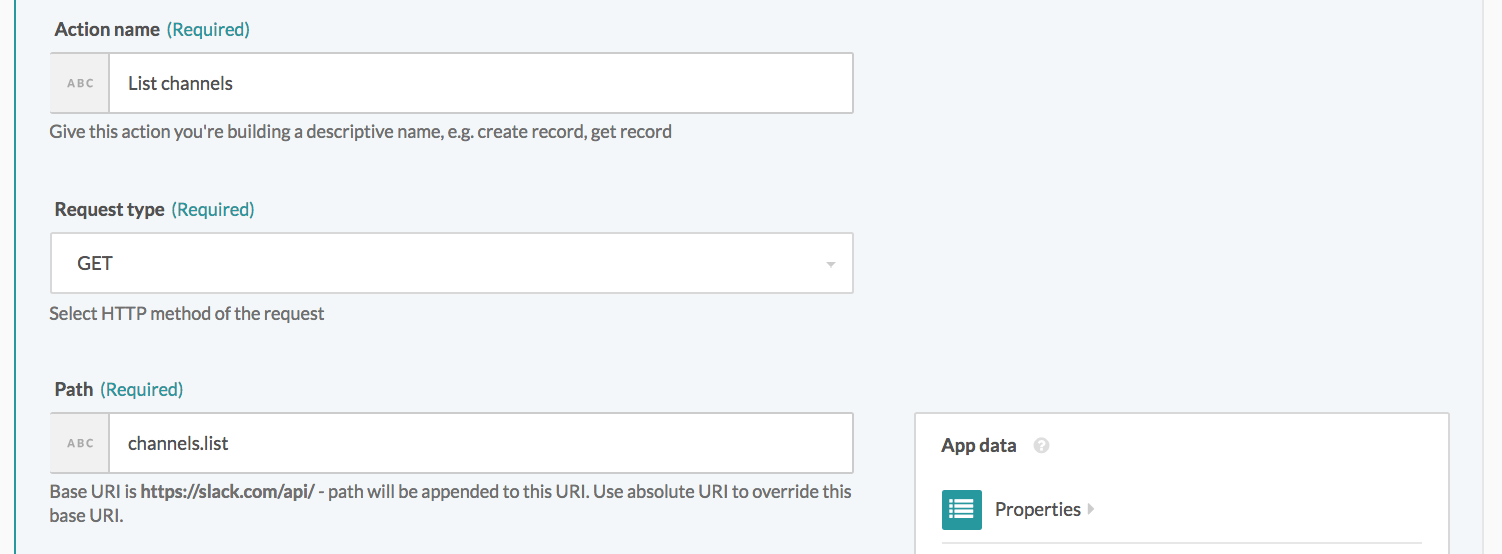 Action name (Required)
ABC List channels
Give this action you're building a descriptive name, e.g. create record, get record
Request type (Required)
GET
Select HTTP method of the request
Path (Required)
ABC channels.list
Base URI is https://slack.com/api/ - path will be appended to this URI. Use absolute URI to override this
base URI.
App data ?
Properties